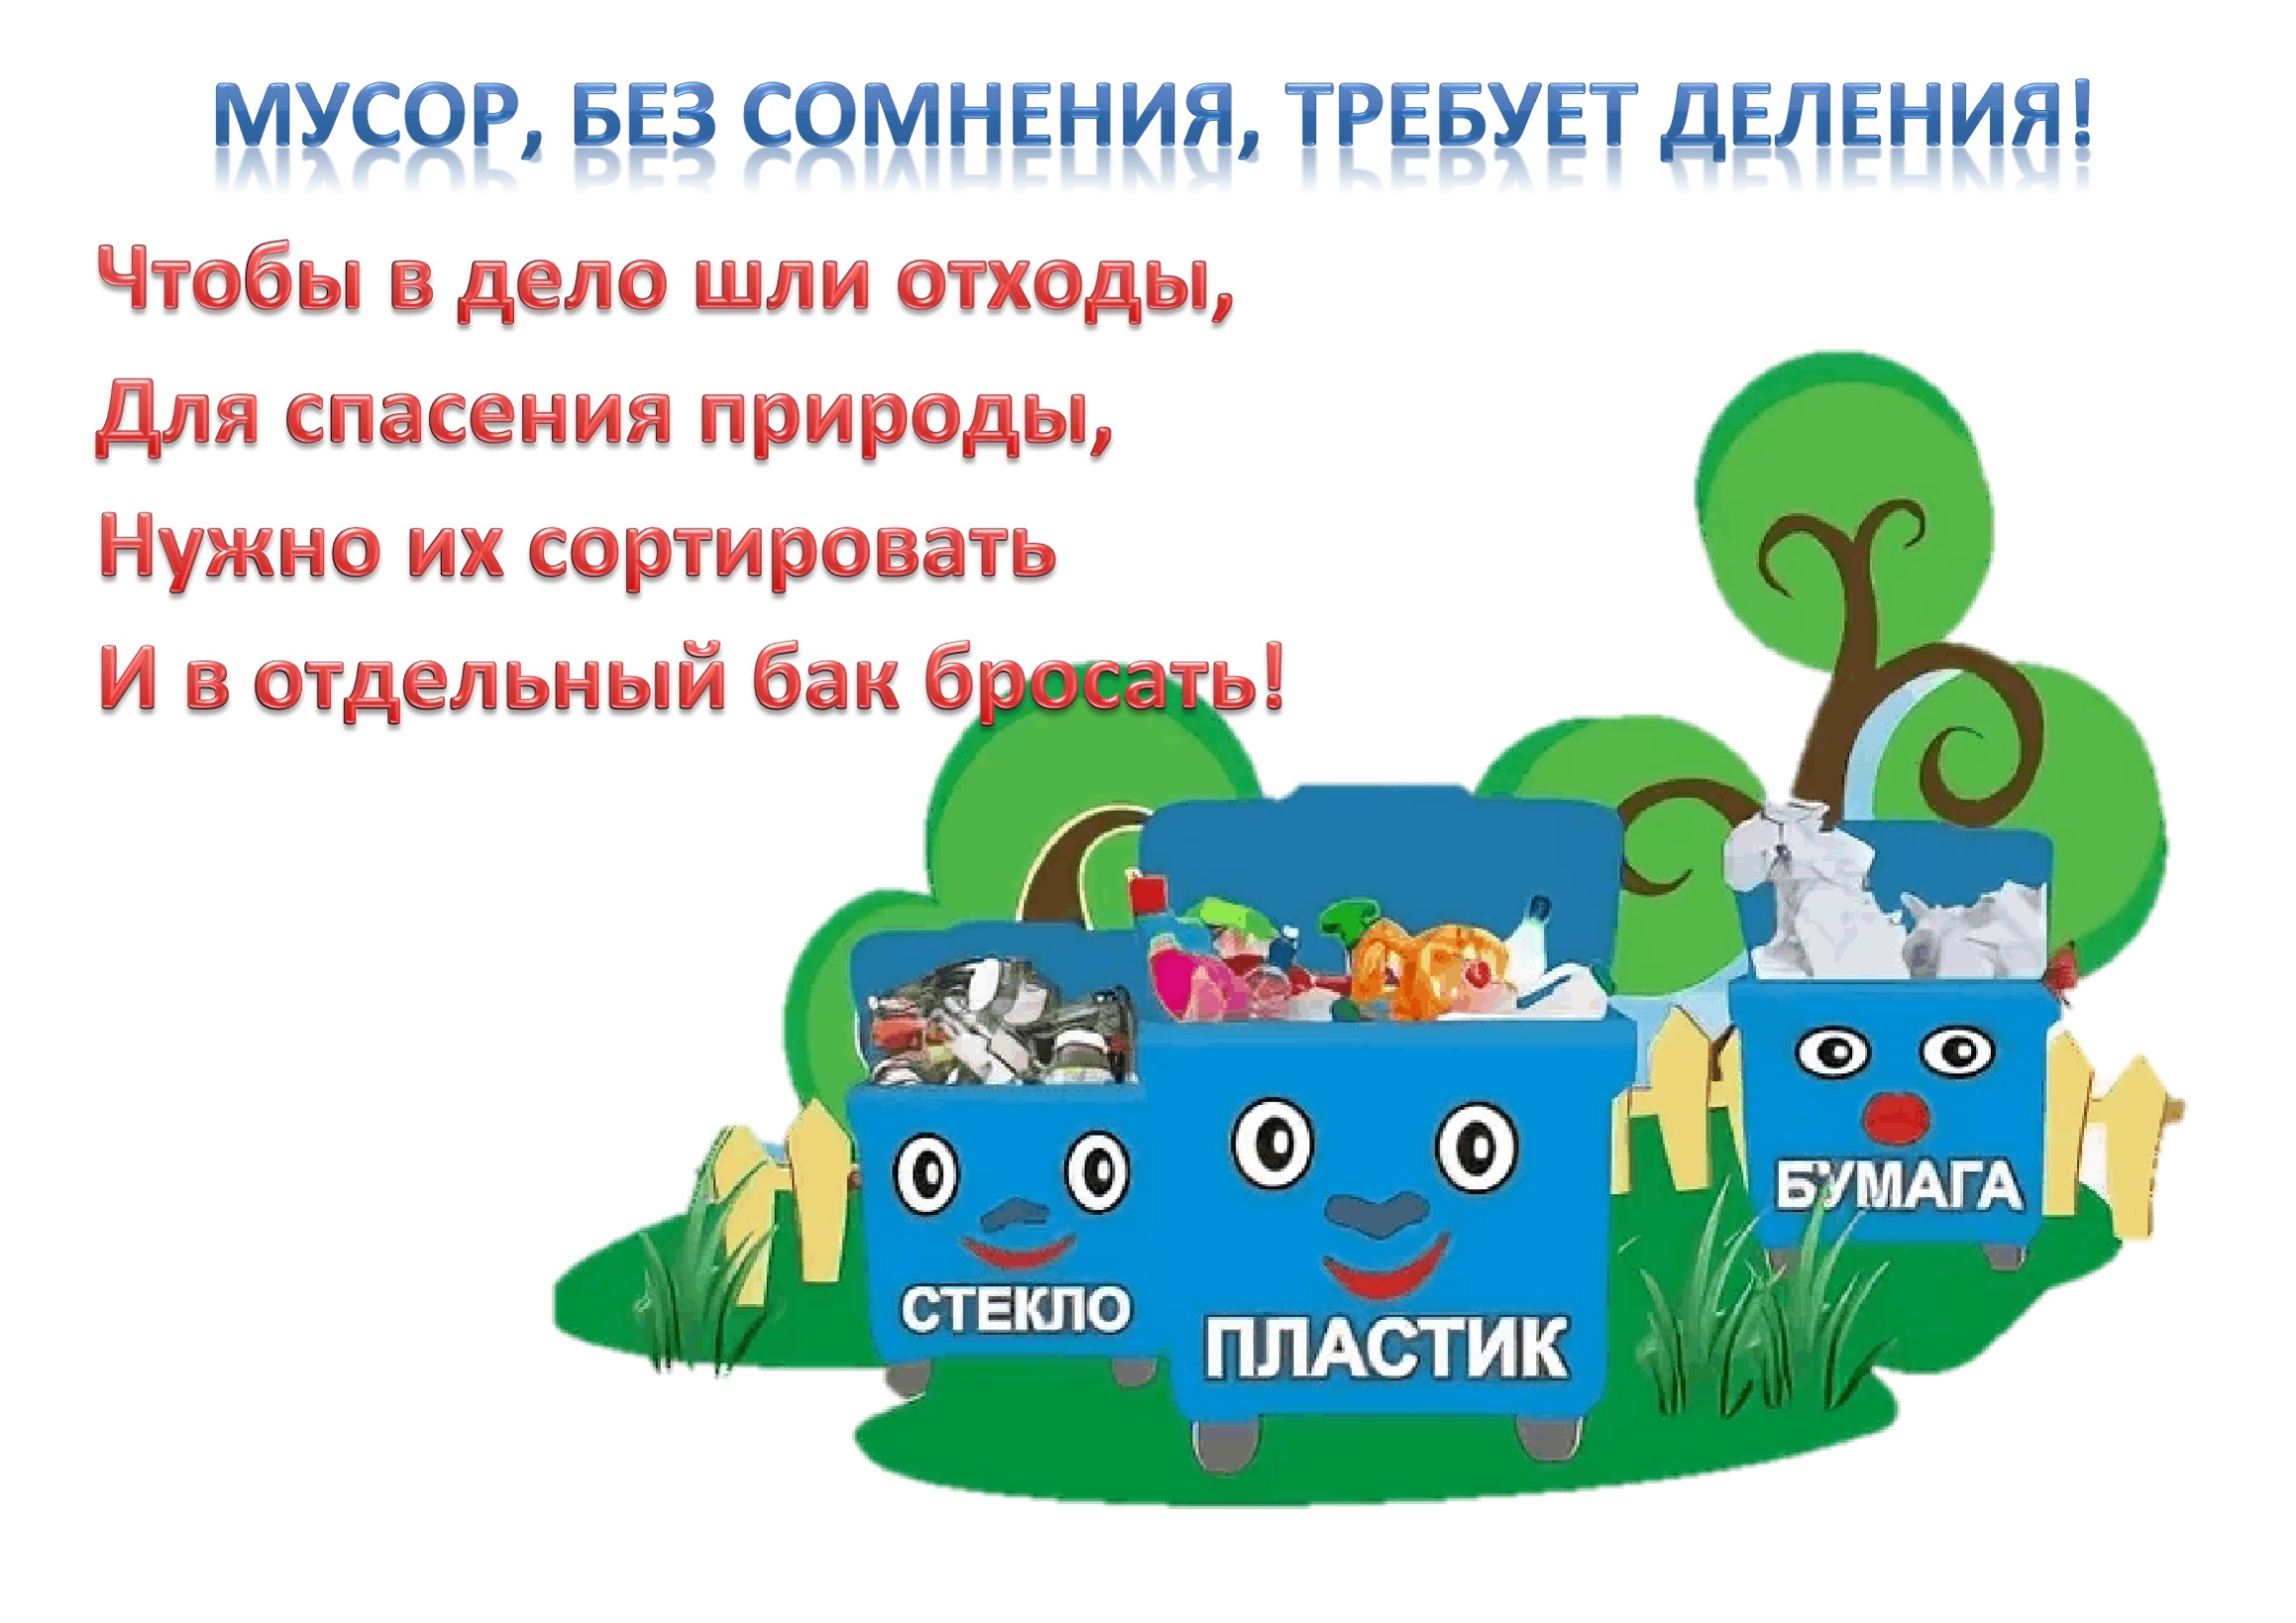 МУСОР, БЕЗ СОМНЕНИЯ, ТРЕБУЕТ ДЕЛЕНИЯ!
Чтобы в дело шли отходы,
Для спасения природы,
Нужно их сортировать
И в отдельный бак бросать!
СТЕКЛО
ПЛАСТИК
БУМАГА